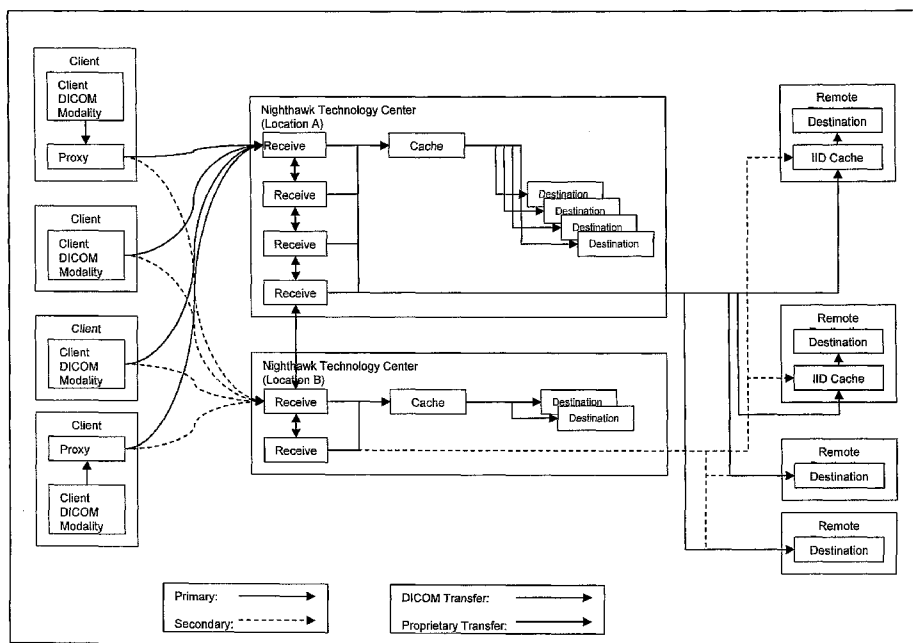 Client
Client
DICOM
Modality
Proxy
Client
Client
DICOM
Modality
Client
Client
DICOM
Modality
Client
Proxy
Client
DICOM
Modality
Nighthawk Technology Center
(Location A)
Receive
Cache
Receive
Receive
Receive
Destination
Destination
Destination
Destination
Nighthawk Technology Center
(Location B)
Receive
Cache
Receive
Destination
Destination
Remote
Destination
IID Cache
Remote
Destination
IID Cache
Remote
Destination
Remote
Destination
Primary:
Secondary:
DICOM Transfer:
Proprietary Transfer: